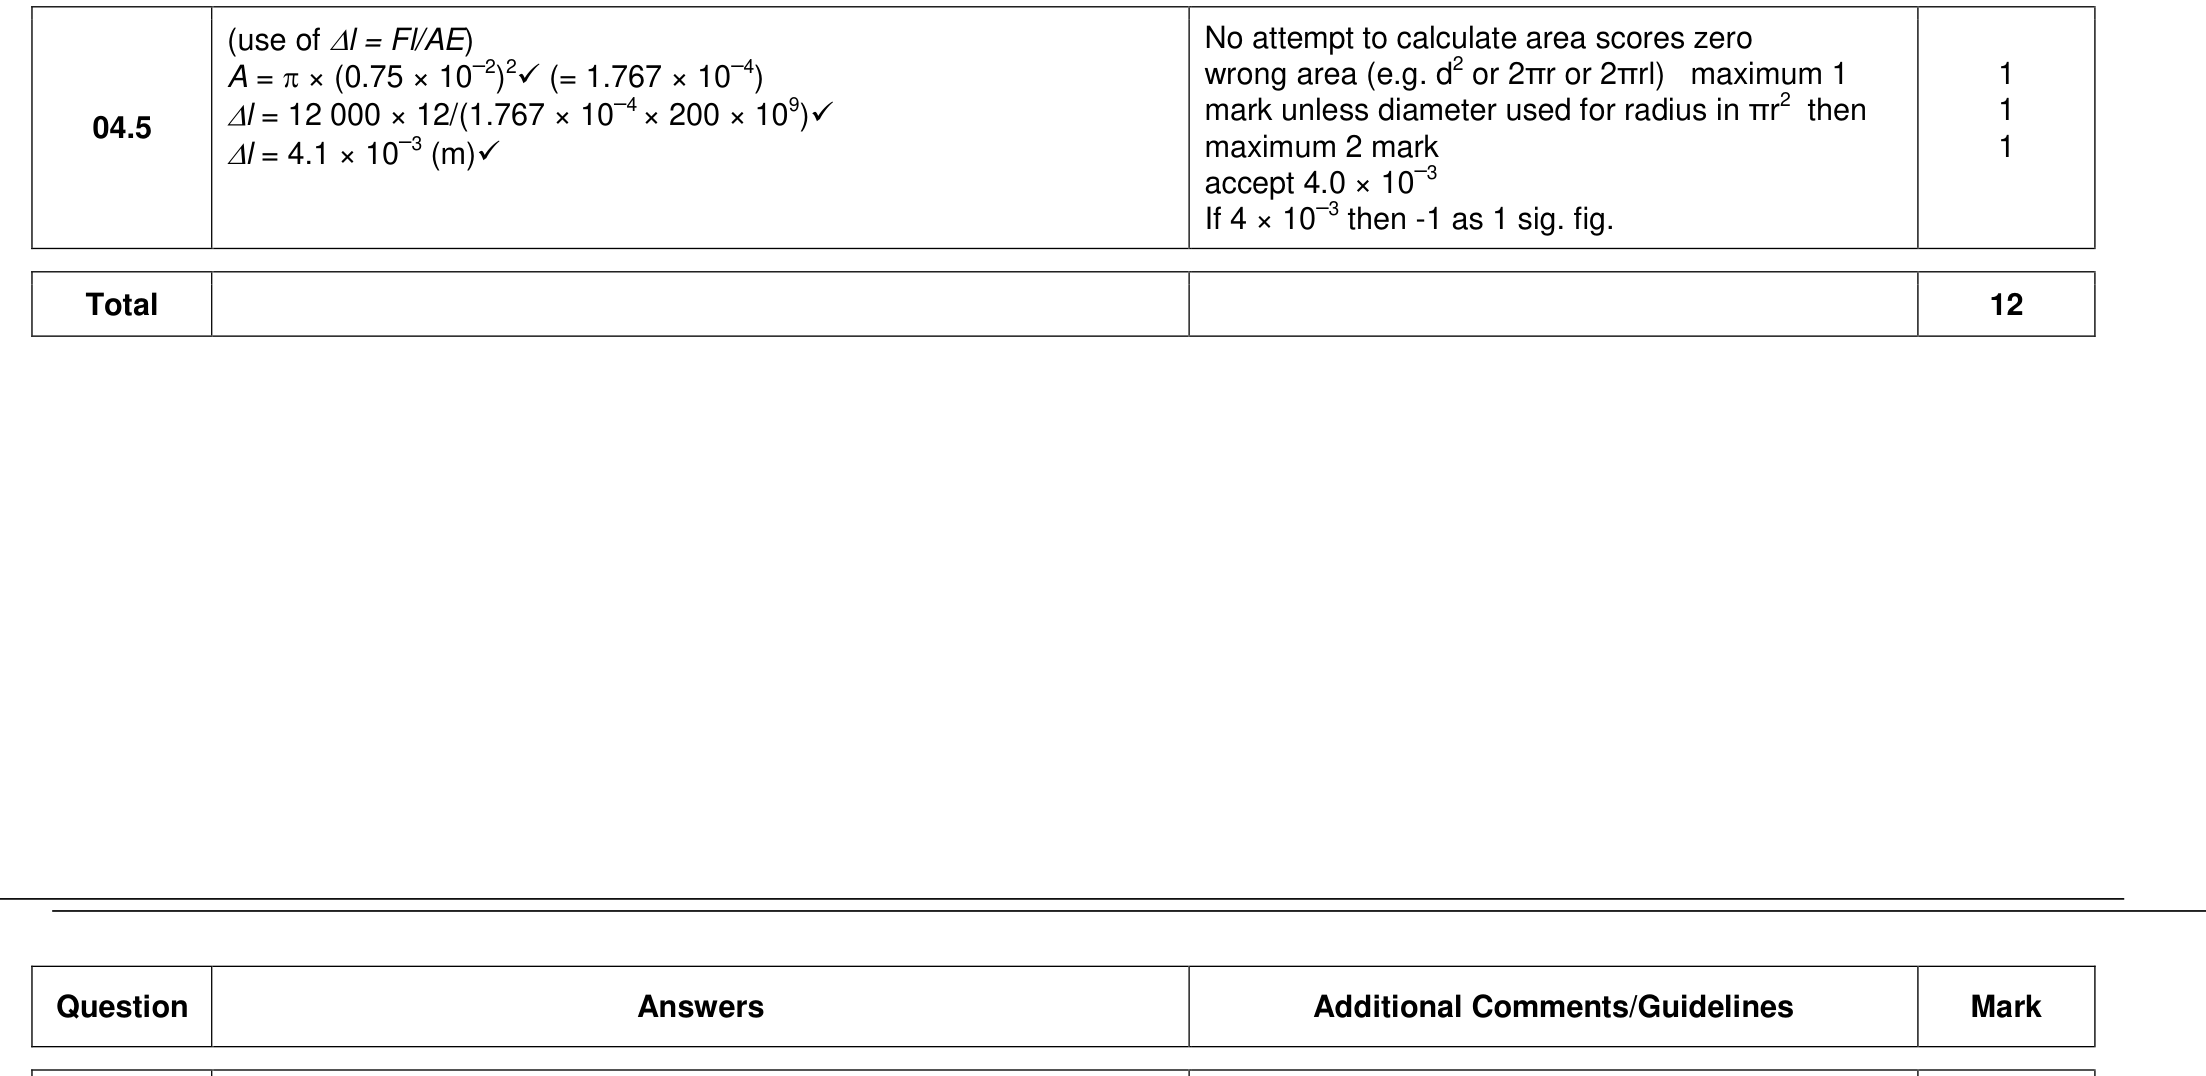 04.5
(use of Δl = Fl/AE)
A = π × (0.75 × 10⁻²)²✓ (= 1.767 × 10⁻⁴)
Δl = 12 000 × 12/(1.767 × 10⁻⁴ × 200 × 10⁹)✓
Δl = 4.1 × 10⁻³ (m)✓
No attempt to calculate area scores zero
wrong area (e.g. d² or 2πr or 2πrl) maximum 1
mark unless diameter used for radius in πr² then
maximum 2 mark
accept 4.0 × 10⁻³
If 4 × 10⁻³ then -1 as 1 sig. fig.
1
1
1
Total
12
Question
Answers
Additional Comments/Guidelines
Mark